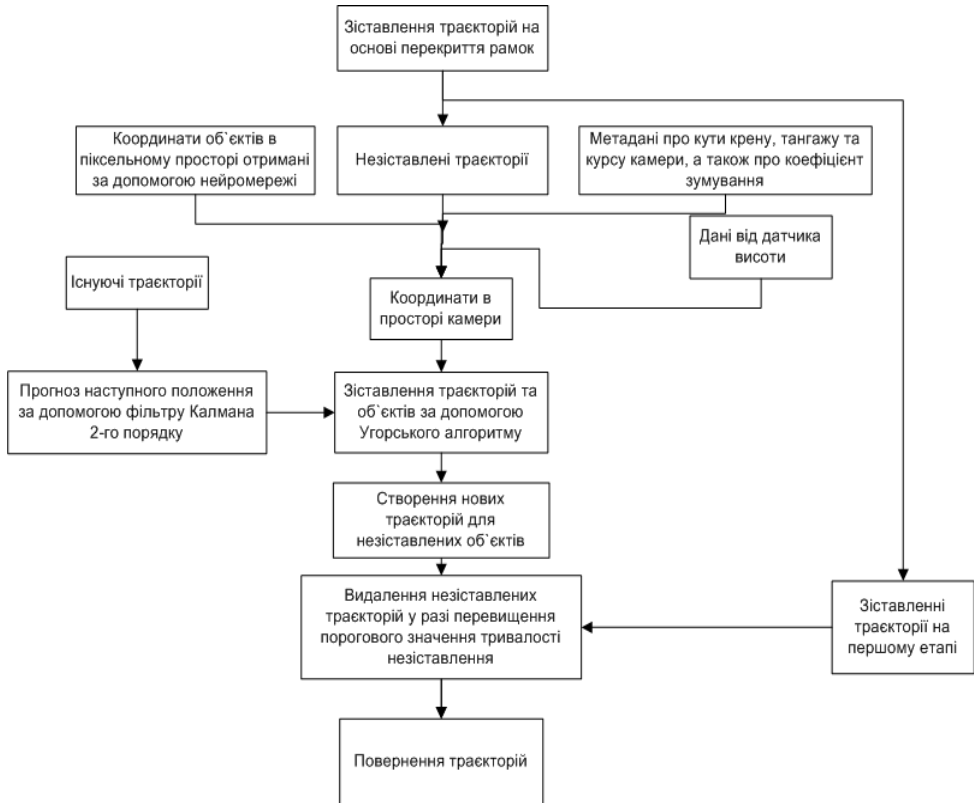 Зіставлення траєкторій на
основі перекриття рамок
Координати об`єктів в
піксельному просторі отримані
за допомогою нейромережі
Незіставлені траєкторії
Метадані про кути крену, тангажу та
курсу камери, а також про коефіцієнт
зумування
Дані від датчика
висоти
Існуючі траєкторії
Координати в
просторі камери
Прогноз наступного положення
за допомогою фільтру Калмана
2-го порядку
Зіставлення траєкторій та
об`єктів за допомогою
Угорського алгоритму
Створення нових
траєкторій для
незіставлених об`єктів
Видалення незіставлених
траєкторій у разі перевищення
порогового значення тривалості
незіставлення
Зіставленні
траєкторії на
першому етапі
Повернення траєкторій